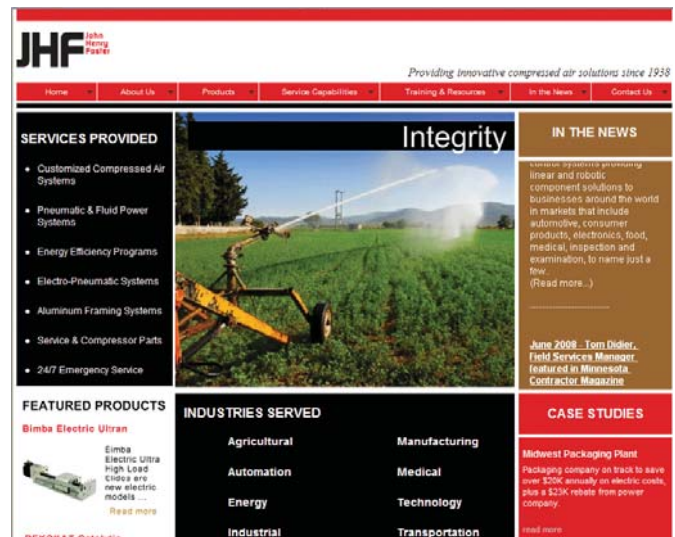 JHF John
Henry
Foster
Providing innovative compressed air solutions since 1938
Home
About Us
Products
Service Capabilities
Training & Resources
In the News
Contact Us
SERVICES PROVIDED
Customized Compressed Air
Systems
Pneumatic & Fluid Power
Systems
Energy Efficiency Programs
Electro-Pneumatic Systems
Aluminum Framing Systems
Service & Compressor Parts
24/7 Emergency Service
Integrity
IN THE NEWS
control systems providing
linear and robotic
component solutions to
businesses around the world
in markets that include
automotive, consumer
products, electronics, food,
medical, inspection and
examination, to name just a
few.
(Read more...)
June 2008 - Tom Didier,
Field Services Manager
featured in Minnesota
Contractor Magazine
FEATURED PRODUCTS
Bimba Electric Ultran
Bimba
Electric Ultra
High Load
are
new electric
models ...
Read more
INDUSTRIES SERVED
Agricultural
Manufacturing
Automation
Medical
Energy
Technology
Industrial
Transportation
CASE STUDIES
Midwest Packaging Plant
Packaging company on track to save
over $20K annually on electric costs,
plus a $23K rebate from power
company.
read more